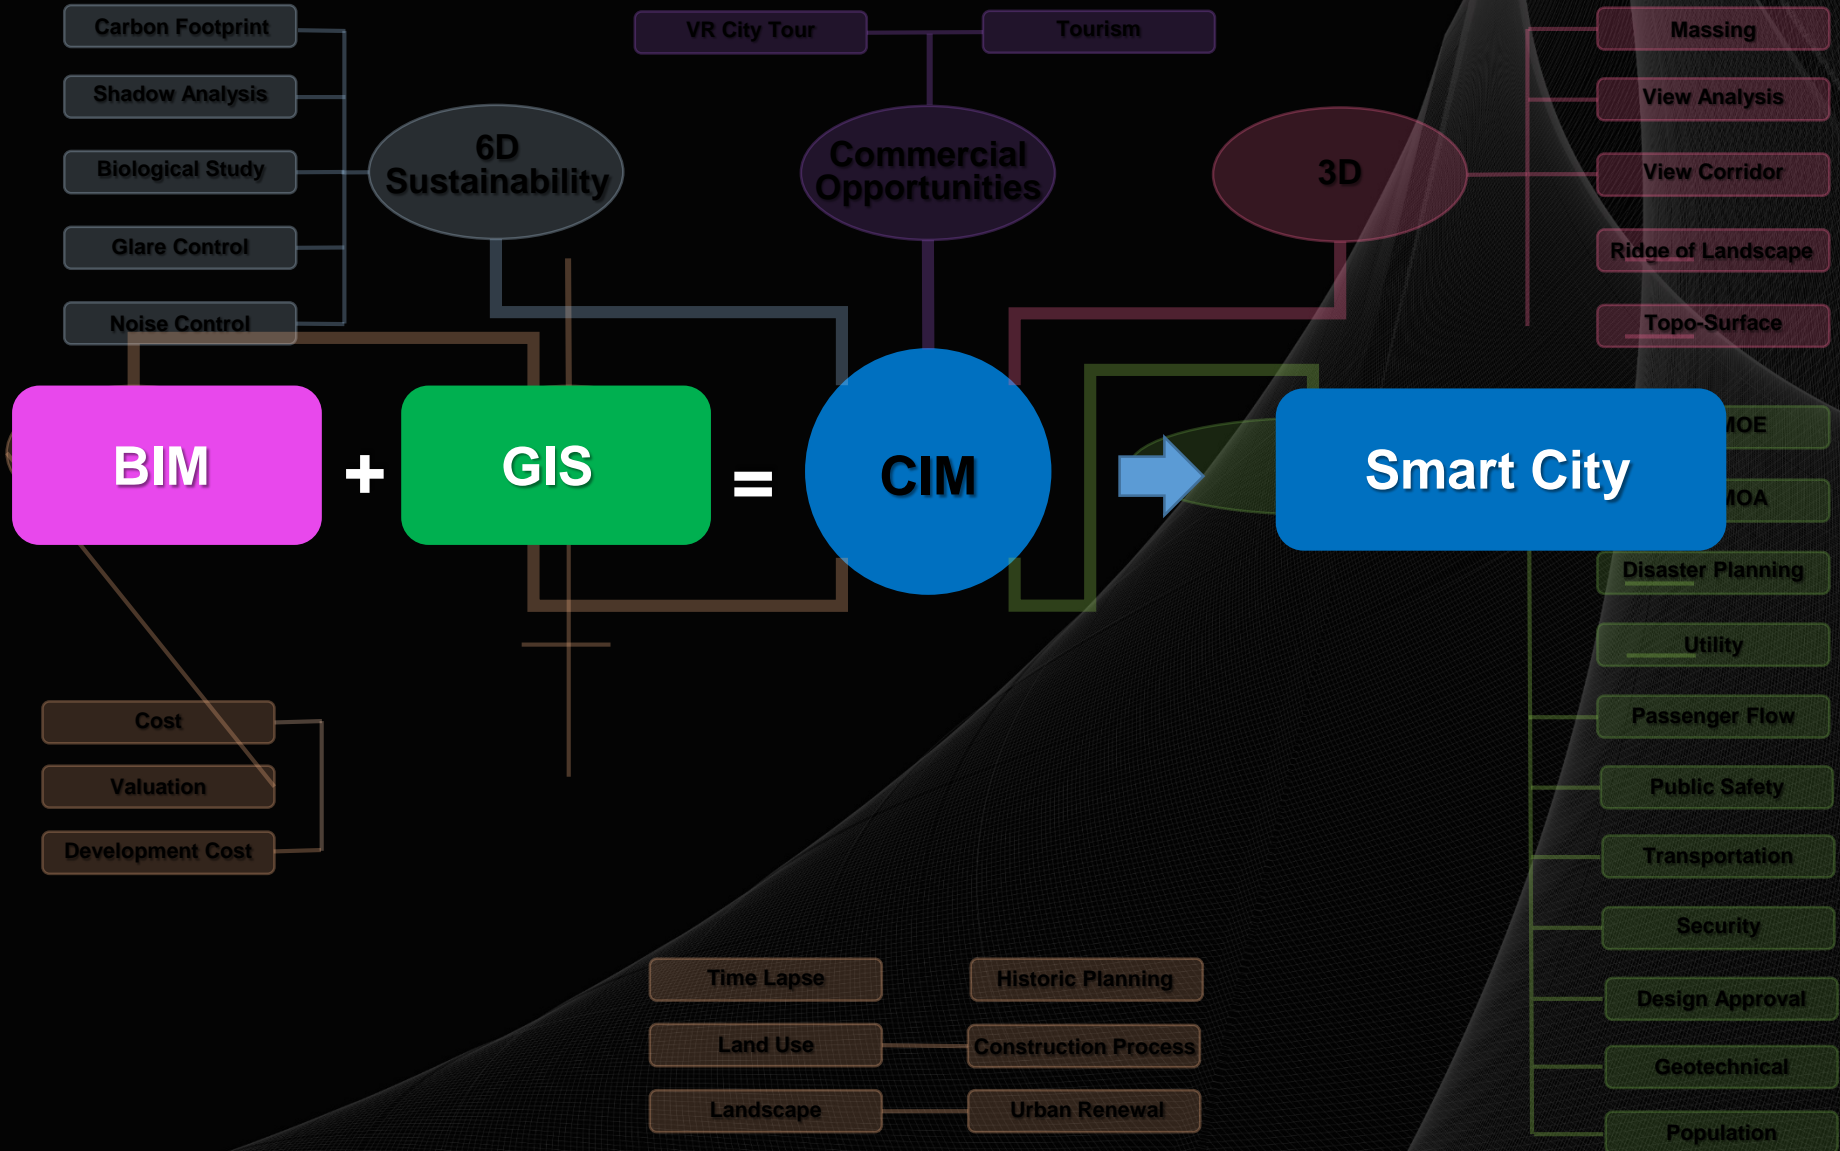 Carbon Footprint
VR City Tour
Tourism
Massing
Shadow Analysis
View Analysis
6D
Sustainability
Commercial
Opportunities
3D
Biological Study
View Corridor
Glare Control
Ridge of Landscape
Noise Control
Topo-Surface
BIM
+
GIS
=
CIM
Smart City
MOE
MOA
Disaster Planning
Utility
Cost
Passenger Flow
Valuation
Public Safety
Development Cost
Transportation
Security
Time Lapse
Historic Planning
Design Approval
Land Use
Construction Process
Geotechnical
Landscape
Urban Renewal
Population